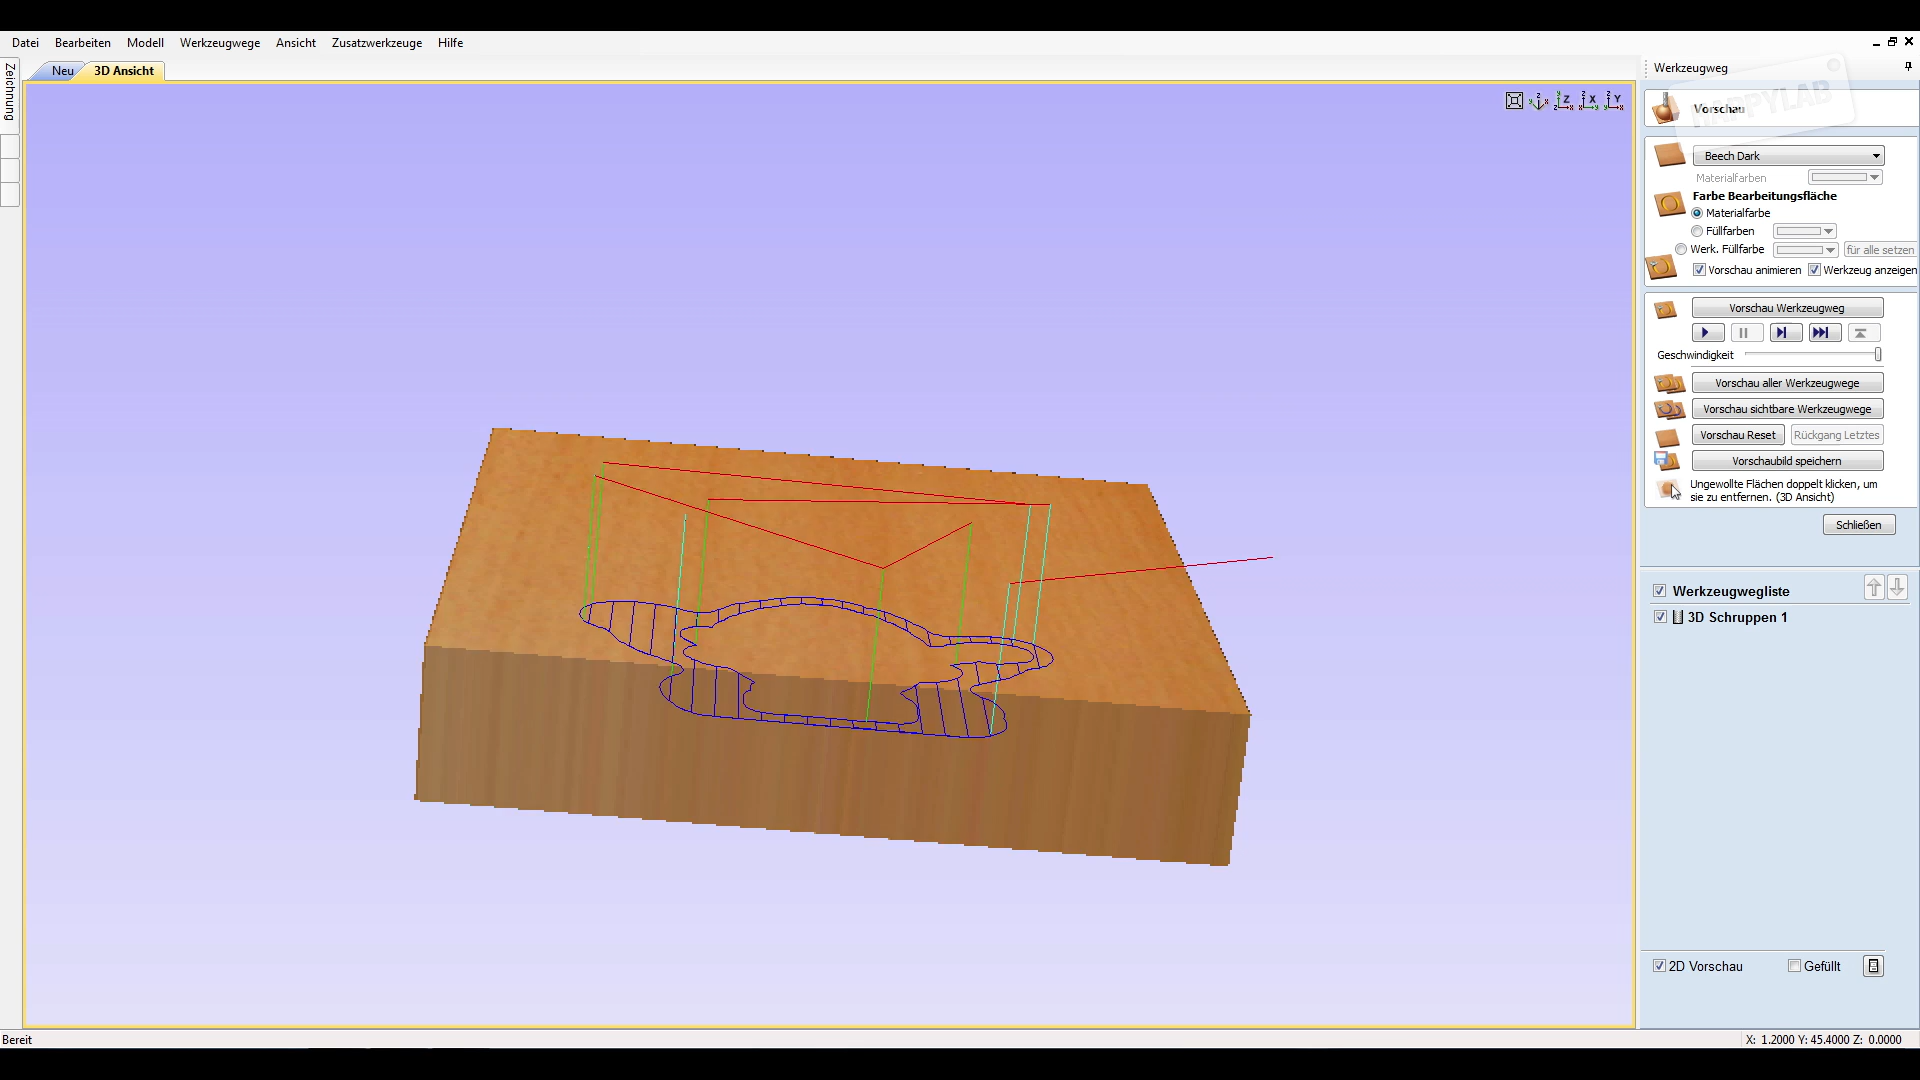 Datei Bearbeiten Modell Werkzeugwege Ansicht Zusatzwerkzeuge Hilfe
Zeichnung
Neu 3D Ansicht
Werkzeugweg
HAPPYLAB
Vorschau
Beech Dark
Materialfarben
Farbe Bearbeitungsfläche
Materialfarbe
Füllfarben
Werk. Füllfarbe für alle setzen
Vorschau animieren Werkzeug anzeigen
Vorschau Werkzeugweg
Geschwindigkeit
Vorschau aller Werkzeugwege
Vorschau sichtbare Werkzeugwege
Vorschau Reset Rückgang Letztes
Vorschaubild speichern
Ungewollte Flächen doppelt klicken, um
sie zu entfernen. (3D Ansicht)
Schließen
Werkzeugwegliste
3D Schruppen 1
2D Vorschau Gefüllt
Bereit X: 1.2000 Y: 45.4000 Z: 0.0000